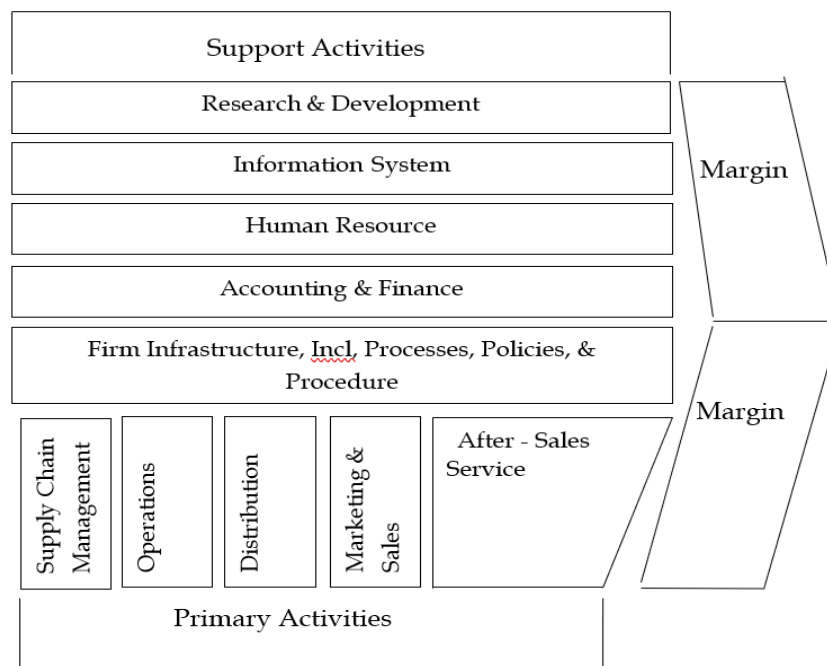 Support Activities
Research & Development
Information System
Human Resource
Accounting & Finance
Firm Infrastructure, Incl, Processes, Policies, &
Procedure
Margin
Margin
Supply Chain
Management
Operations
Distribution
Marketing &
Sales
After - Sales
Service
Primary Activities